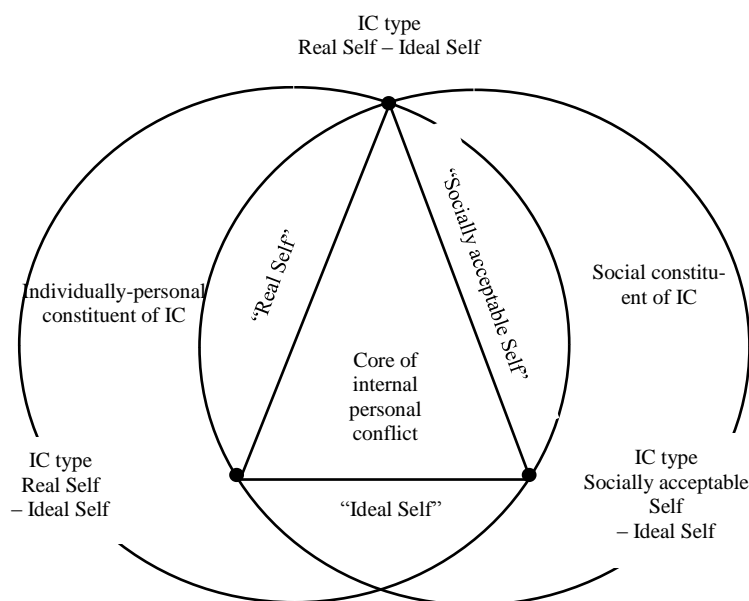 IC type
Real Self – Ideal Self
“Real Self”
“Socially acceptable Self”
Individually-personal
constituent of IC
Social constitu-
ent of IC
Core of
internal
personal
conflict
IC type
Real Self
– Ideal Self
“Ideal Self”
IC type
Socially acceptable
Self
– Ideal Self